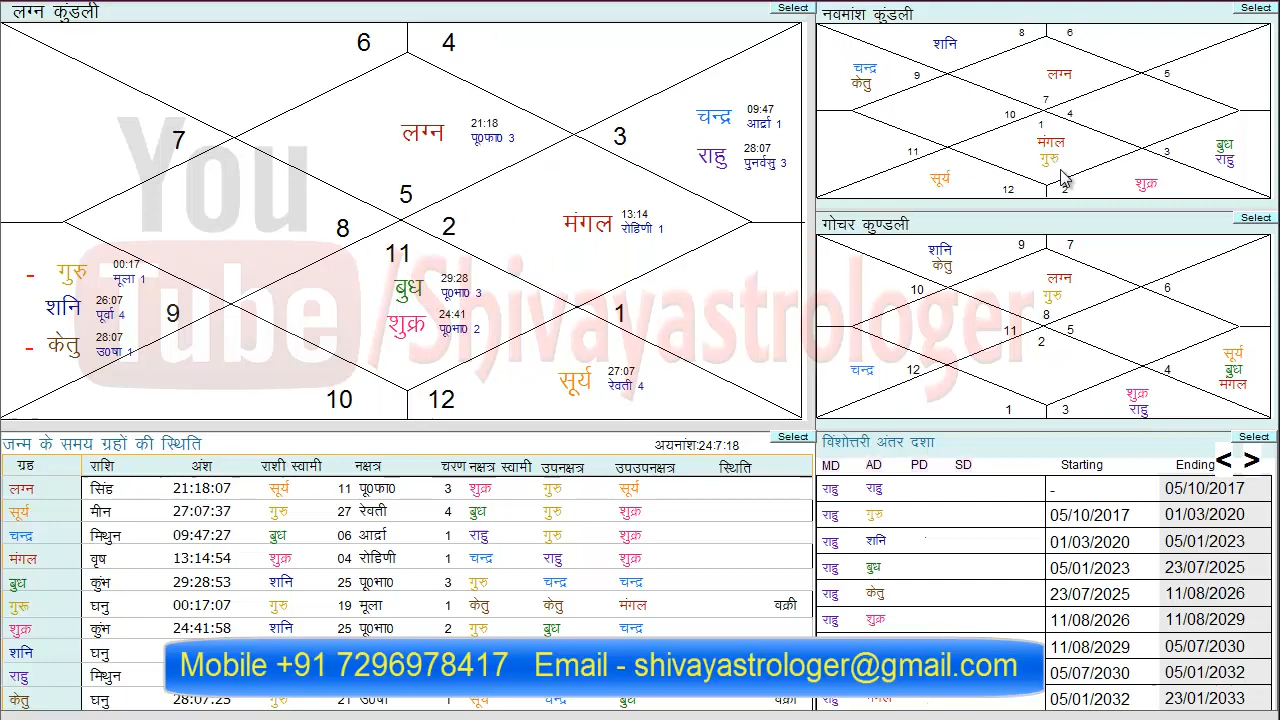 लग्न कुंडली
Select
6
4
7
लग्न 21:18 पू0फा0 3
3
चन्द्र 09:47 आर्द्रा 1
राहु 28:07 पुनर्वसु 3
5
8
2
मंगल 13:14 रोहिणी 1
11
बुध 29:28 पू0भा0 3
शुक्र 24:41 पू0भा0 2
- गुरु 00:17 मूला 1
शनि 26:07 पूर्वा 4
- केतु 28:07 उ0षा 1
9
1
सूर्य 27:07 रेवती 4
10
12
YouTube/Shivayastrologer
नवमांश कुंडली
Select
8
6
शनि
चन्द्र
केतु
9
लग्न
5
7
10
4
1
मंगल
गुरु
11
3
बुध
राहु
सूर्य
12
2
शुक्र
गोचर कुण्डली
Select
शनि
केतु
9
7
लग्न
गुरु
10
6
8
11
5
2
चन्द्र
12
4
सूर्य
बुध
मंगल
शुक्र
राहु
1
3
जन्म के समय ग्रहों की स्थिति
अयनांश:24:7:18
Select
ग्रह राशि अंश राशी स्वामी नक्षत्र चरण नक्षत्र स्वामी उपनक्षत्र उपउपनक्षत्र स्थिति
लग्न सिंह 21:18:07 सूर्य 11 पू0फा0 3 शुक्र गुरु सूर्य
सूर्य मीन 27:07:37 गुरु 27 रेवती 4 बुध गुरु शुक्र
चन्द्र मिथुन 09:47:27 बुध 06 आर्द्रा 1 राहु गुरु शुक्र
मंगल वृष 13:14:54 शुक्र 04 रोहिणी 1 चन्द्र राहु शुक्र
बुध कुंभ 29:28:53 शनि 25 पू0भा0 3 गुरु चन्द्र चन्द्र
गुरू धनु 00:17:07 गुरु 19 मूला 1 केतु केतु मंगल वक्री
शुक्र कुंभ 24:41:58 शनि 25 पू0भा0 2 गुरु बुध चन्द्र
शनि धनु
राहु मिथुन
केतु धनु 28:07:25 गुरु 21 उ0षा 1 सूर्य चन्द्र बुध वक्री
विंशोत्तरी अंतर दशा
Select
MD AD PD SD Starting Ending < >
राहु राहु - 05/10/2017
राहु गुरु 05/10/2017 01/03/2020
राहु शनि 01/03/2020 05/01/2023
राहु बुध 05/01/2023 23/07/2025
राहु केतु 23/07/2025 11/08/2026
राहु शुक्र 11/08/2026 11/08/2029
11/08/2029 05/07/2030
05/07/2030 05/01/2032
राहु मंगल 05/01/2032 23/01/2033
Mobile +91 7296978417 Email - shivayastrologer@gmail.com